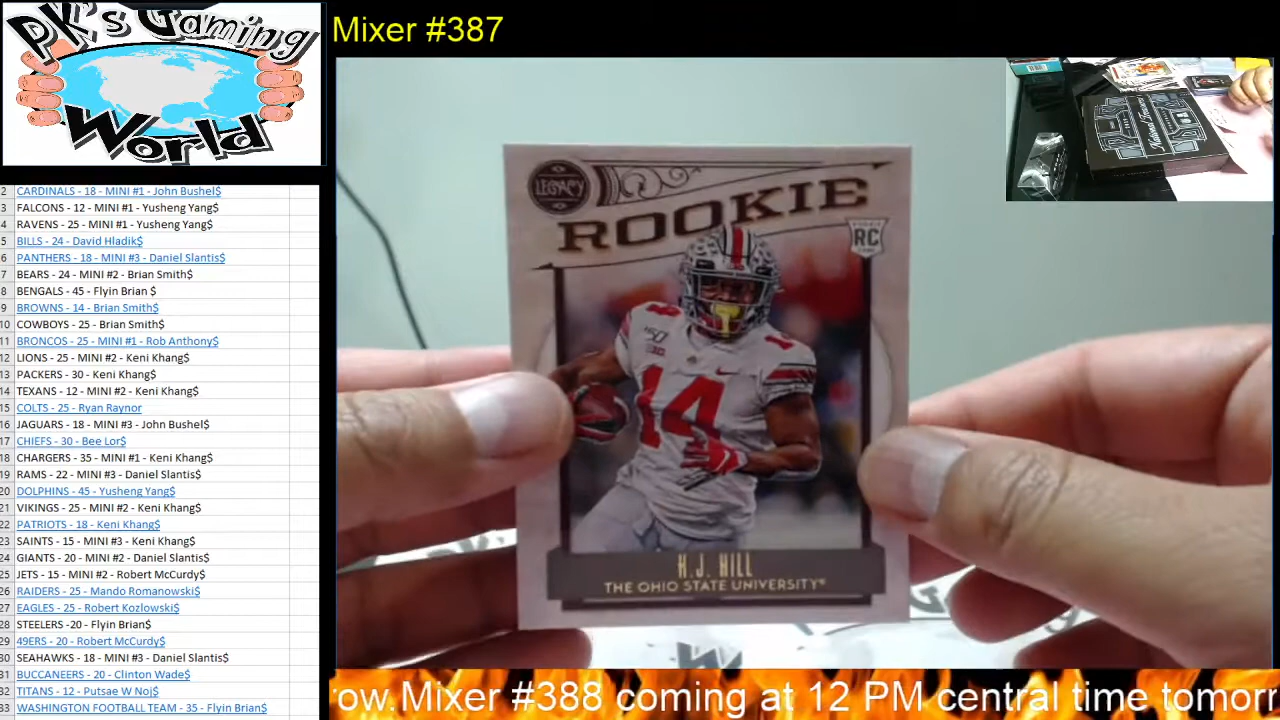 PK's Gaming
World
Mixer #387
2 CARDINALS - 18 - MINI #1 - John Bushel$
3 FALCONS - 12 - MINI #1 - Yusheng Yang$
4 RAVENS - 25 - MINI #1 - Yusheng Yang$
5 BILLS - 24 - David Hladik$
6 PANTHERS - 18 - MINI #3 - Daniel Slantis$
7 BEARS - 24 - MINI #2 - Brian Smith$
8 BENGALS - 45 - Flyin Brian $
9 BROWNS - 14 - Brian Smith$
10 COWBOYS - 25 - Brian Smith$
11 BRONCOS - 25 - MINI #1 - Rob Anthony$
12 LIONS - 25 - MINI #2 - Keni Khang$
13 PACKERS - 30 - Keni Khang$
14 TEXANS - 12 - MINI #2 - Keni Khang$
15 COLTS - 25 - Ryan Raynor
16 JAGUARS - 18 - MINI #3 - John Bushel$
17 CHIEFS - 30 - Bee Lor$
18 CHARGERS - 35 - MINI #1 - Keni Khang$
19 RAMS - 22 - MINI #3 - Daniel Slantis$
20 DOLPHINS - 45 - Yusheng Yang$
21 VIKINGS - 25 - MINI #2 - Keni Khang$
22 PATRIOTS - 18 - Keni Khang$
23 SAINTS - 15 - MINI #3 - Keni Khang$
24 GIANTS - 20 - MINI #2 - Daniel Slantis$
25 JETS - 15 - MINI #2 - Robert McCurdy$
26 RAIDERS - 25 - Mando Romanowski$
27 EAGLES - 25 - Robert Kozlowski$
28 STEELERS -20 - Flyin Brian$
29 49ERS - 20 - Robert McCurdy$
30 SEAHAWKS - 18 - MINI #3 - Daniel Slantis$
31 BUCCANEERS - 20 - Clinton Wade$
32 TITANS - 12 - Putsae W Noj$
33 WASHINGTON FOOTBALL TEAM - 35 - Flyin Brian$
LEGACY
ROOKIE
RC
150
14
K.J. HILL
THE OHIO STATE UNIVERSITY®
row.Mixer #388 coming at 12 PM central time tomorr